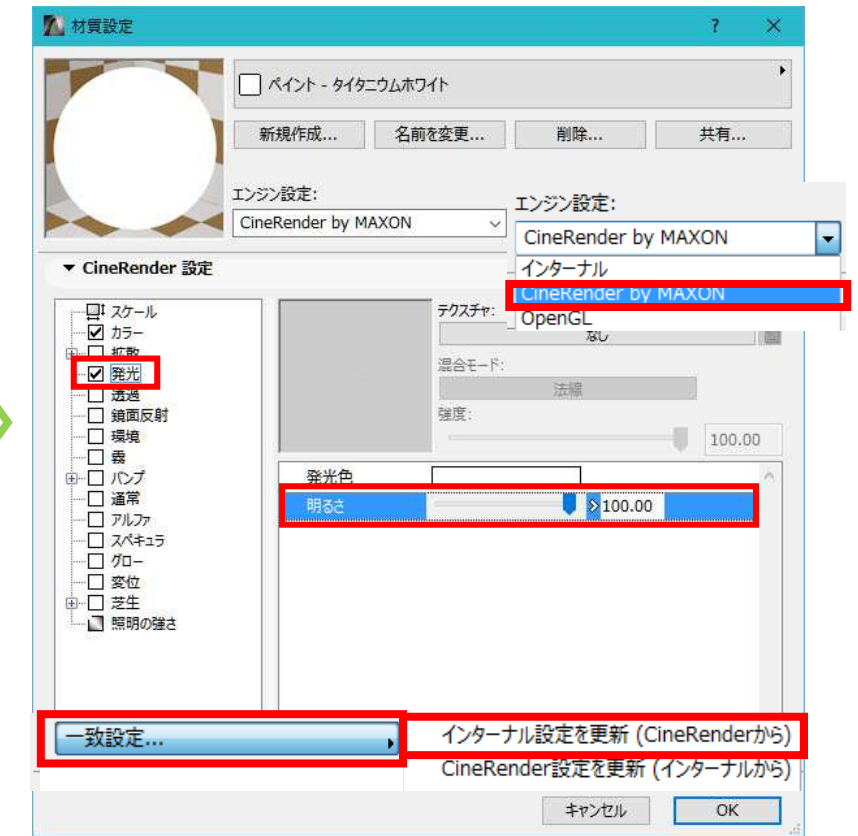 材質設定
?
ペイント - タイタニウムホワイト
新規作成...
名前を変更...
削除...
共有...
エンジン設定:
CineRender by MAXON
エンジン設定:
CineRender by MAXON
インターナル
CineRender by MAXON
OpenGL
CineRender 設定
スケール
カラー
拡散
発光
透過
鏡面反射
環境
霧
バンプ
通常
アルファ
スペキュラ
グロー
変位
芝生
照明の強さ
テクスチャ:
なし
混合モード:
法線
強度:
100.00
発光色
明るさ
100.00
一致設定...
インターナル設定を更新 (CineRenderから)
CineRender設定を更新 (インターナルから)
キャンセル
OK